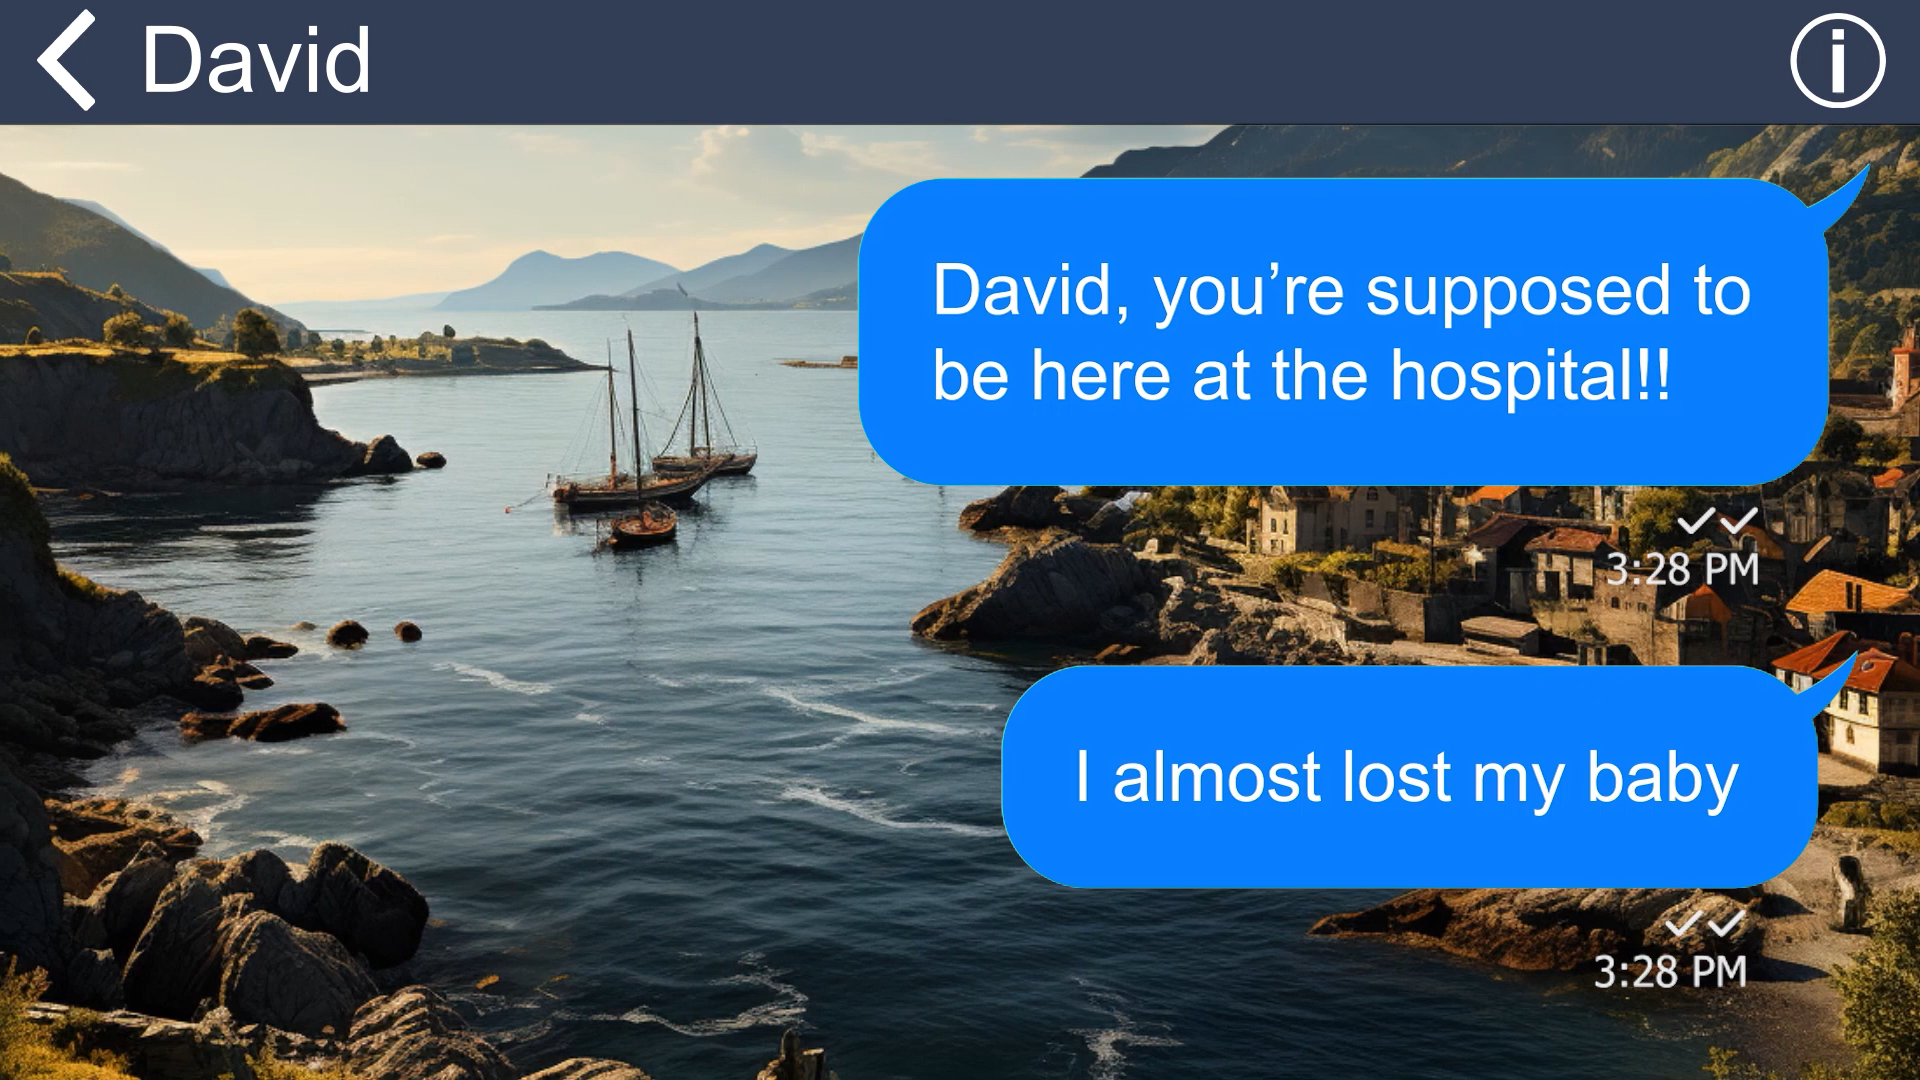 David
David, you’re supposed to
be here at the hospital!!
3:28 PM
I almost lost my baby
3:28 PM